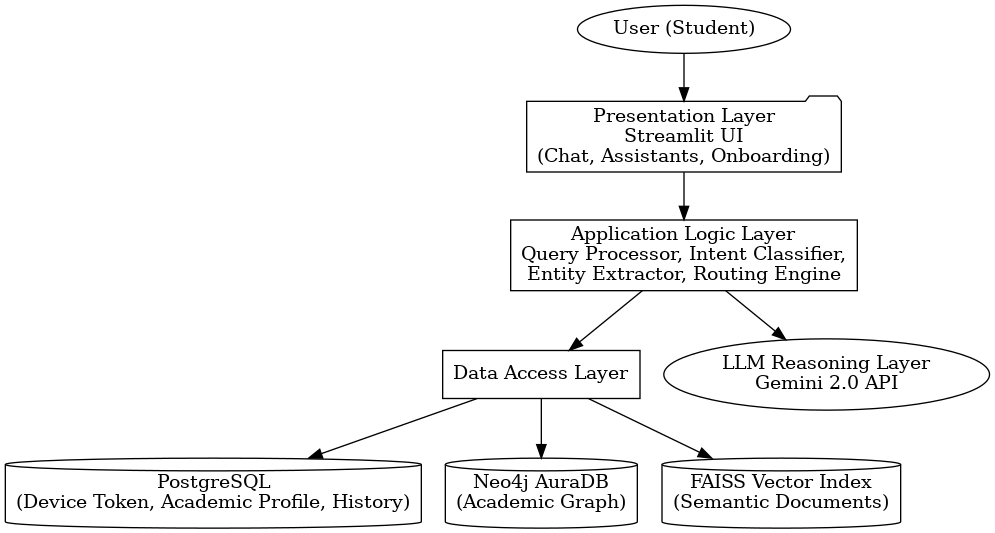 User (Student)
Presentation Layer
Streamlit UI
(Chat, Assistants, Onboarding)
Application Logic Layer
Query Processor, Intent Classifier,
Entity Extractor, Routing Engine
Data Access Layer
LLM Reasoning Layer
Gemini 2.0 API
PostgreSQL
(Device Token, Academic Profile, History)
Neo4j AuraDB
(Academic Graph)
FAISS Vector Index
(Semantic Documents)